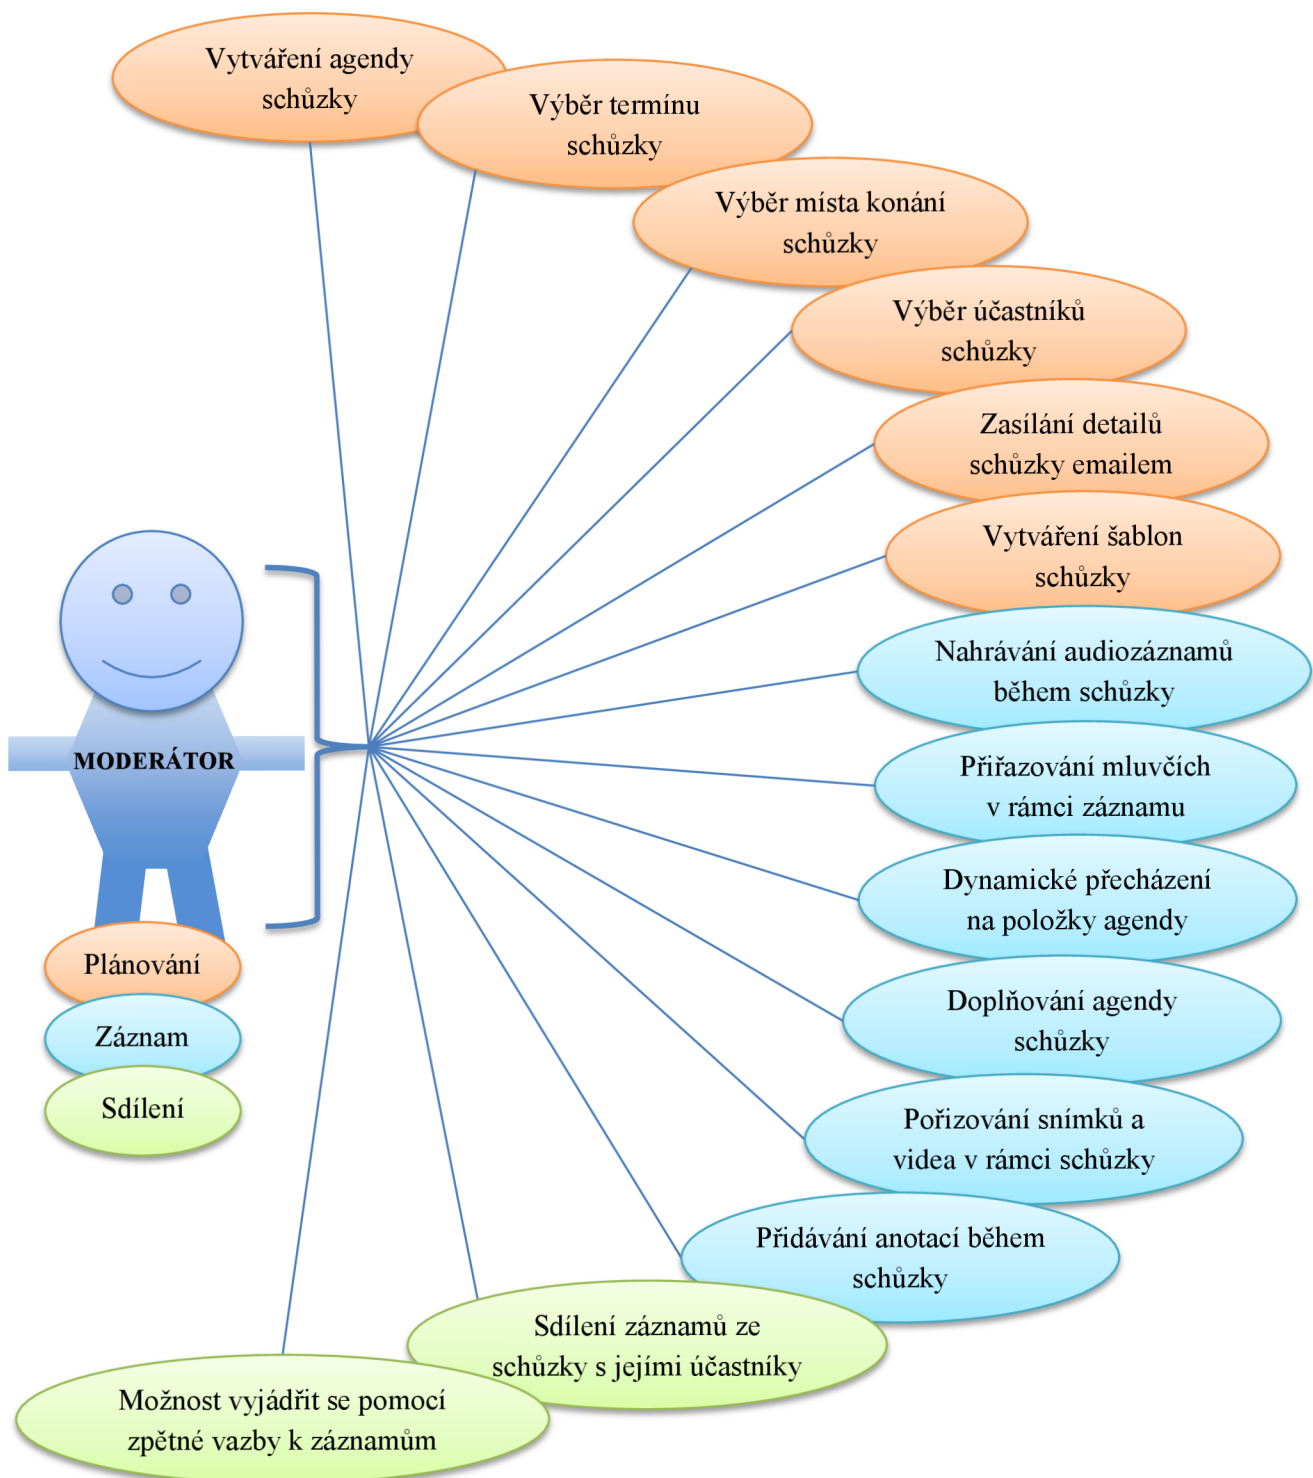 Vytváření agendy
schůzky
Výběr termínu
schůzky
Výběr místa konání
schůzky
Výběr účastníků
schůzky
Zasílání detailů
schůzky emailem
Vytváření šablon
schůzky
Nahrávání audiozáznamů
během schůzky
Přiřazování mluvčích
v rámci záznamu
Dynamické přecházení
na položky agendy
Doplňování agendy
schůzky
Pořizování snímků a
videa v rámci schůzky
Přidávání anotací během
schůzky
Sdílení záznamů ze
schůzky s jejími účastníky
Možnost vyjádřit se pomocí
zpětné vazby k záznamům
MODERÁTOR
Plánování
Záznam
Sdílení